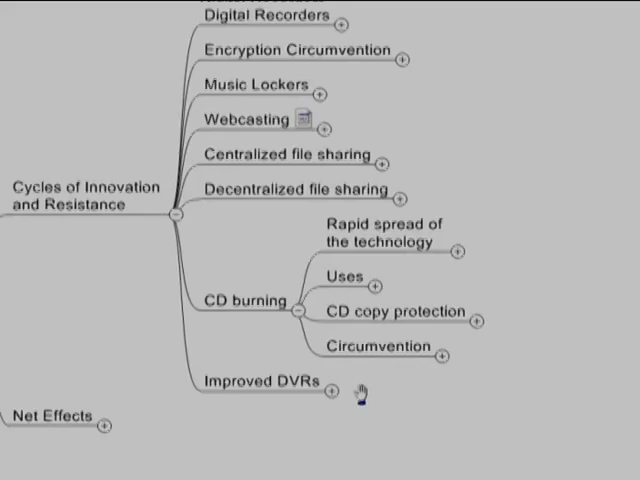 Digital Recorders
Encryption Circumvention
Music Lockers
Webcasting
Centralized file sharing
Cycles of Innovation
and Resistance
Decentralized file sharing
Rapid spread of
the technology
Uses
CD burning
CD copy protection
Circumvention
Improved DVRs
Net Effects